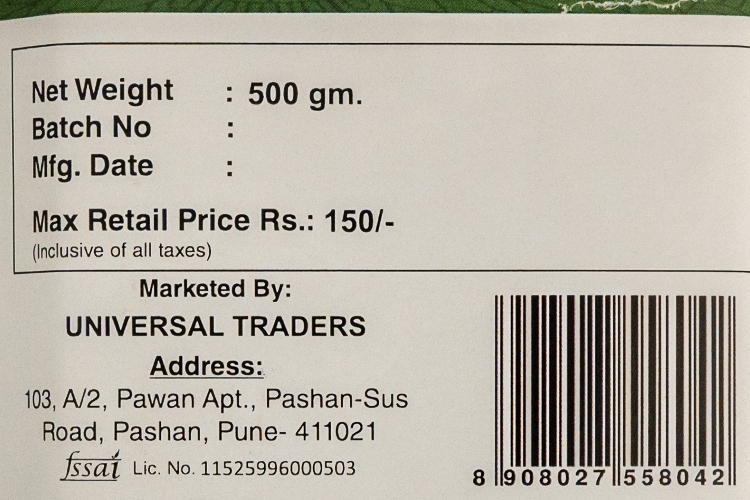 Net Weight : 500 gm.
Batch No :
Mfg. Date :
Max Retail Price Rs.: 150/-
(Inclusive of all taxes)
Marketed By:
UNIVERSAL TRADERS
Address:
103, A/2, Pawan Apt., Pashan-Sus
Road, Pashan, Pune- 411021
fssai Lic. No. 11525996000503
8 908027 558042